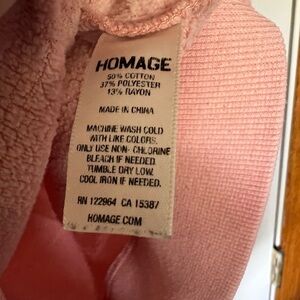 HOMAGE
50% COTTON
37% POLYESTER
13% RAYON
MADE IN CHINA
MACHINE WASH COLD
WITH LIKE COLORS.
ONLY USE NON- CHLORINE
BLEACH IF NEEDED.
TUMBLE DRY LOW.
COOL IRON IF NEEDED.
RN 122964 CA 15387
HOMAGE.COM